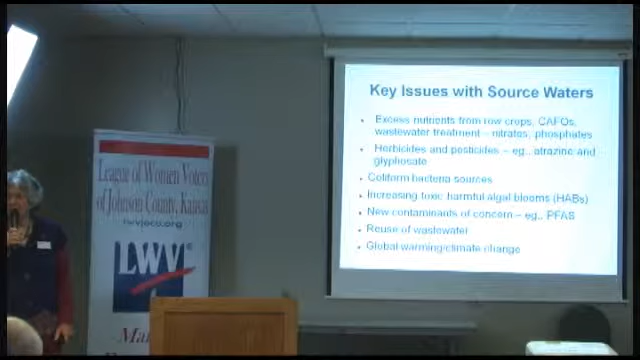 Key Issues with Source Waters
• Excess nutrients from row crops, CAFOs,
wastewater treatment – nitrates, phosphates
• Herbicides and pesticides – eg., atrazine and
glyphosate
• Coliform bacteria sources
• Increasing toxic harmful algal blooms (HABs)
• New contaminants of concern – eg., PFAS
• Reuse of wastewater
• Global warming/climate change
League of Women Voters
of Johnson County, Kansas
lwvjoco.org
LWV®